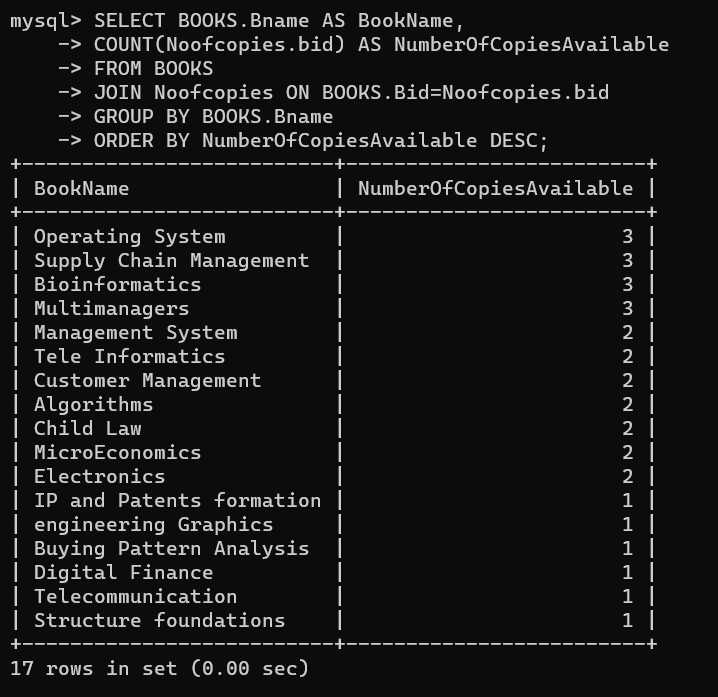 mysql> SELECT BOOKS.Bname AS BookName,
    -> COUNT(Noofcopies.bid) AS NumberOfCopiesAvailable
    -> FROM BOOKS
    -> JOIN Noofcopies ON BOOKS.Bid=Noofcopies.bid
    -> GROUP BY BOOKS.Bname
    -> ORDER BY NumberOfCopiesAvailable DESC;
+--------------------------+-------------------------+
| BookName                 | NumberOfCopiesAvailable |
+--------------------------+-------------------------+
| Operating System         |                       3 |
| Supply Chain Management  |                       3 |
| Bioinformatics           |                       3 |
| Multimanagers            |                       3 |
| Management System        |                       2 |
| Tele Informatics         |                       2 |
| Customer Management      |                       2 |
| Algorithms               |                       2 |
| Child Law                |                       2 |
| MicroEconomics           |                       2 |
| Electronics              |                       2 |
| IP and Patents formation |                       1 |
| engineering Graphics     |                       1 |
| Buying Pattern Analysis  |                       1 |
| Digital Finance          |                       1 |
| Telecommunication        |                       1 |
| Structure foundations    |                       1 |
+--------------------------+-------------------------+
17 rows in set (0.00 sec)